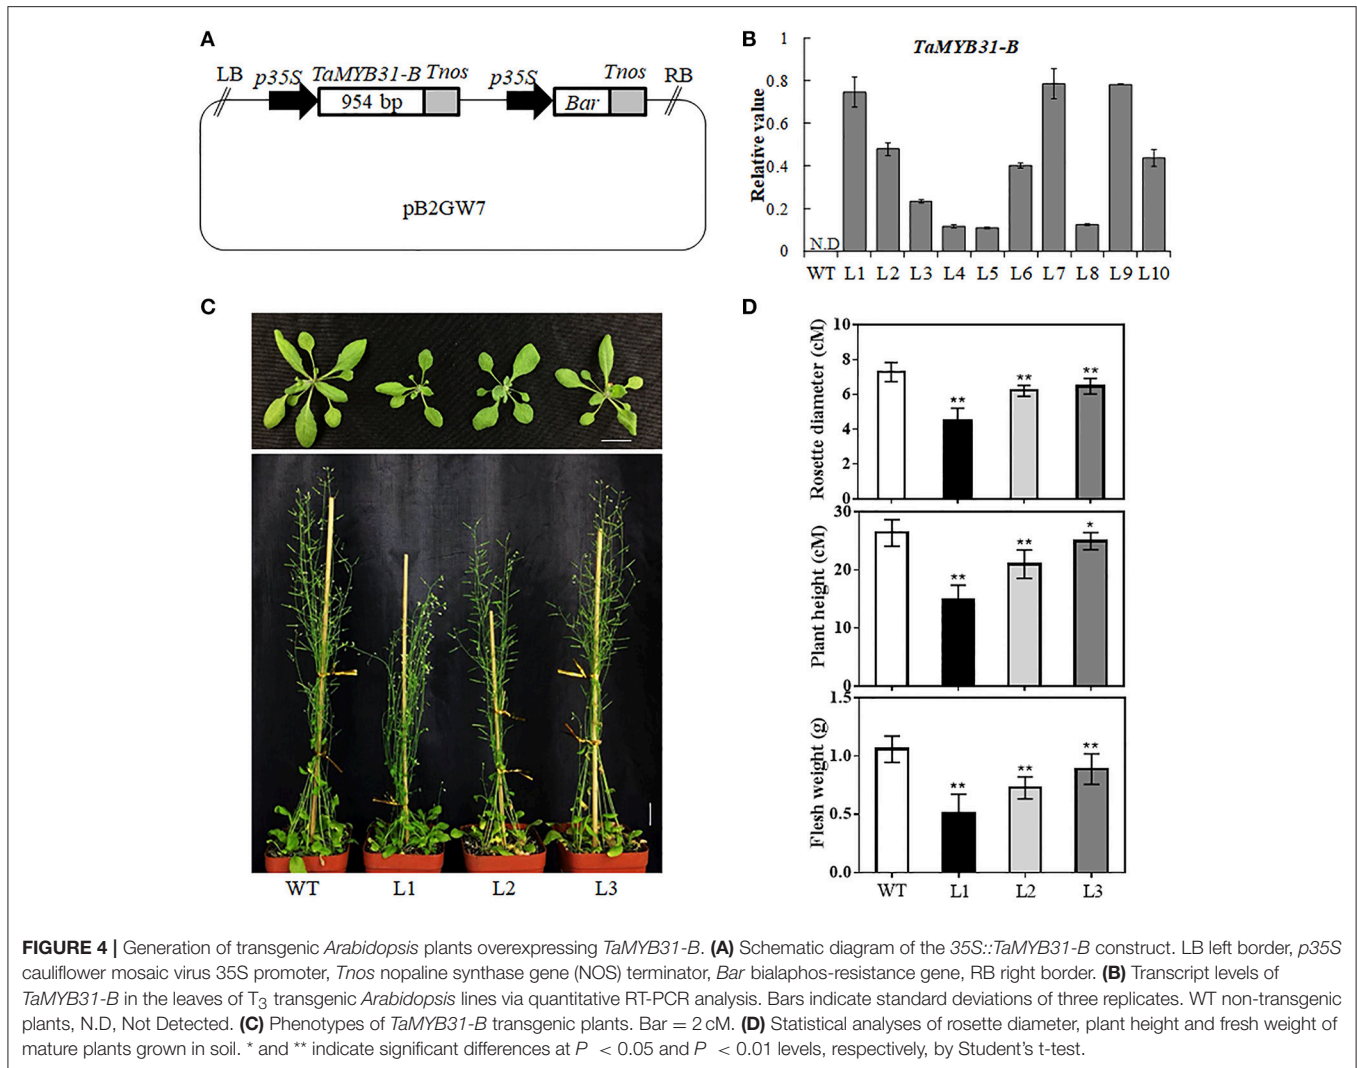 A
LB
p35S
TaMYB31-B
Tnos
p35S
Tnos
RB
954 bp
Bar
pB2GW7
B
TaMYB31-B
Relative value
1
0.8
0.6
0.4
0.2
0
N.D
WT L1 L2 L3 L4 L5 L6 L7 L8 L9 L10
C
WT L1 L2 L3
D
Rosette diameter (cM)
10
8
6
4
2
0
** ** **
Plant height (cM)
30
20
10
0
** ** *
Flesh weight (g)
1.5
1.0
0.5
0.0
** ** **
WT L1 L2 L3
FIGURE 4 | Generation of transgenic Arabidopsis plants overexpressing TaMYB31-B. (A) Schematic diagram of the 35S::TaMYB31-B construct. LB left border, p35S
cauliflower mosaic virus 35S promoter, Tnos nopaline synthase gene (NOS) terminator, Bar bialaphos-resistance gene, RB right border. (B) Transcript levels of
TaMYB31-B in the leaves of T3 transgenic Arabidopsis lines via quantitative RT-PCR analysis. Bars indicate standard deviations of three replicates. WT non-transgenic
plants, N.D, Not Detected. (C) Phenotypes of TaMYB31-B transgenic plants. Bar = 2 cM. (D) Statistical analyses of rosette diameter, plant height and fresh weight of
mature plants grown in soil. * and ** indicate significant differences at P < 0.05 and P < 0.01 levels, respectively, by Student's t-test.